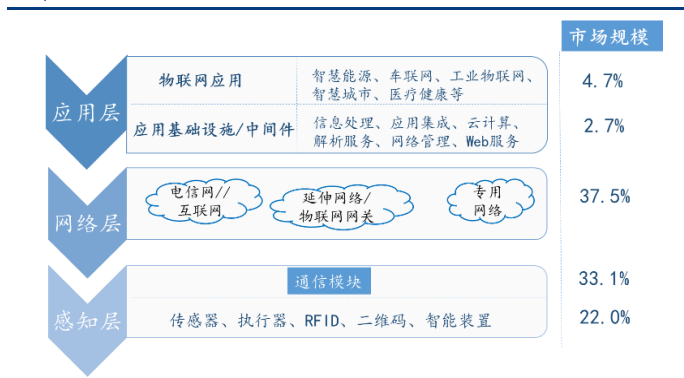 市场规模
应用层
物联网应用
智慧能源、车联网、工业物联网、
智慧城市、医疗健康等
4.7%
应用基础设施/中间件
信息处理、应用集成、云计算、
解析服务、网络管理、Web服务
2.7%
网络层
电信网//
互联网
延伸网络/
物联网网关
专用
网络
37.5%
感知层
通信模块
33.1%
传感器、执行器、RFID、二维码、智能装置
22.0%